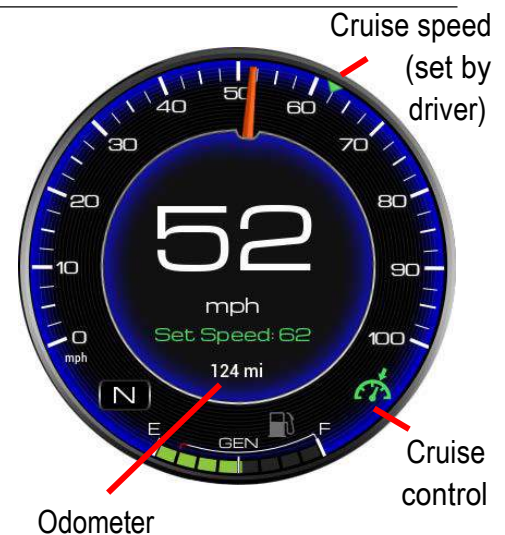 Cruise speed
(set by
driver)
50
40
60
30
70
20
80
52
10
90
mph
Set Speed: 62
0
100
mph
124 mi
N
E
F
GEN
Cruise
control
Odometer